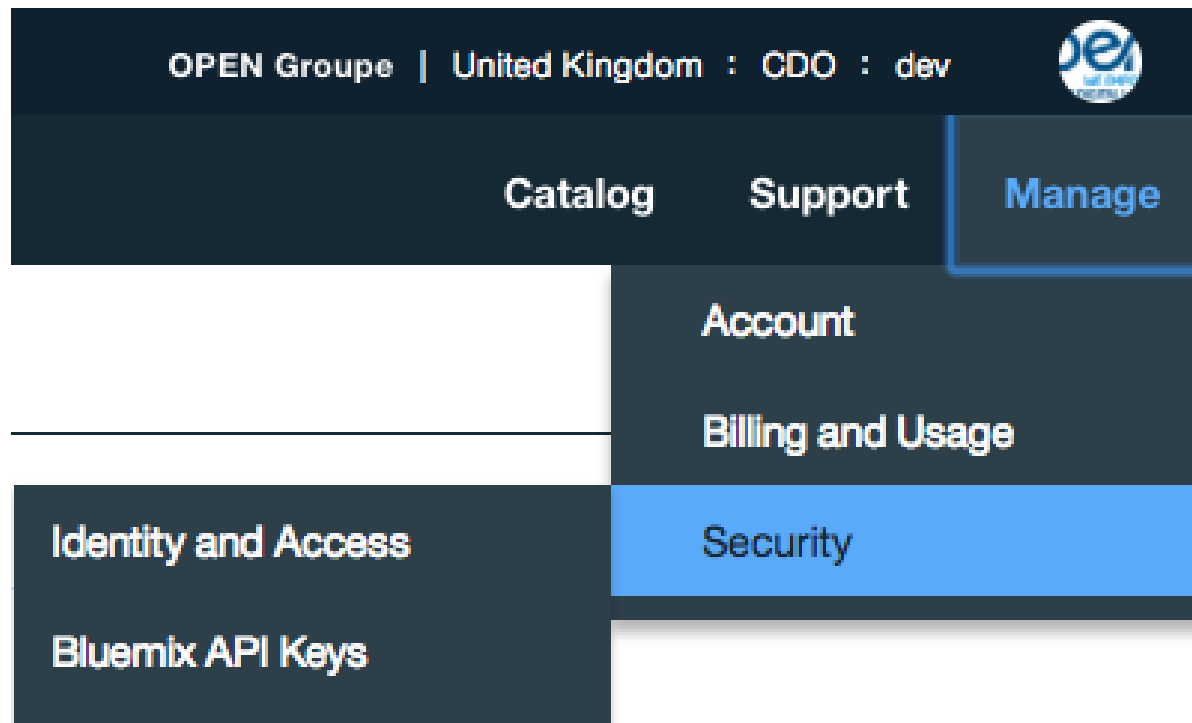 OPEN Groupe | United Kingdom : CDO : dev
Catalog Support Manage
Account
Billing and Usage
Identity and Access Security
Bluemix API Keys